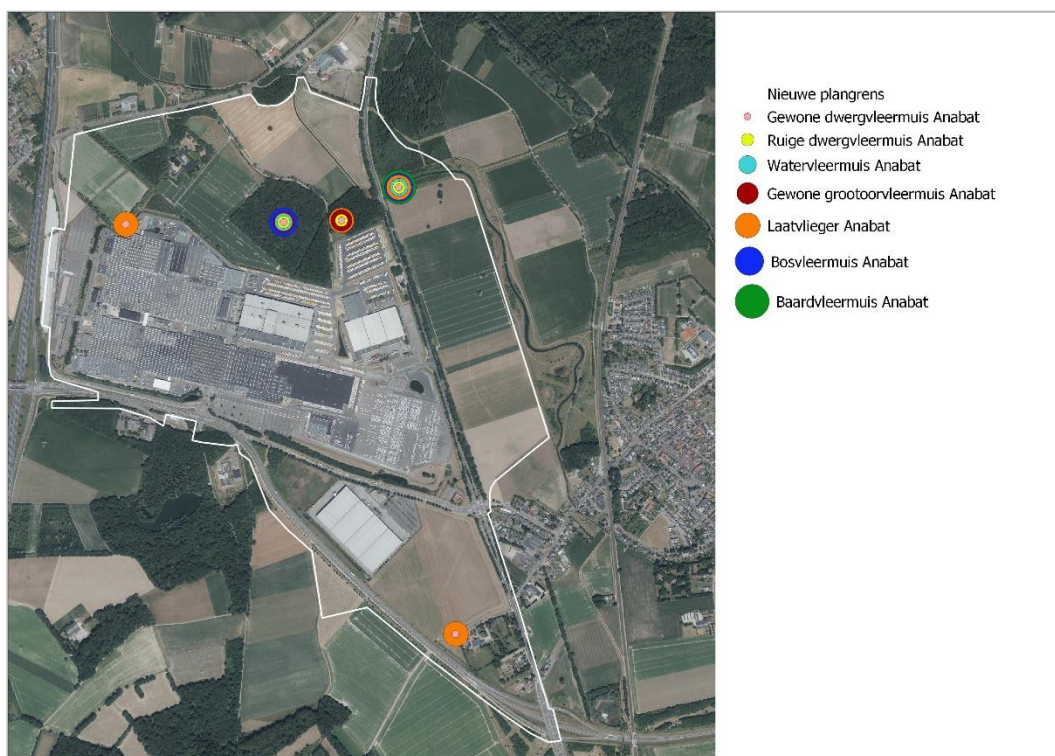 Nieuwe plangrens
Gewone dwergvleermuis Anabat
Ruige dwergvleermuis Anabat
Watervleermuis Anabat
Gewone grootoorvleermuis Anabat
Laatvlieger Anabat
Bosvleermuis Anabat
Baardvleermuis Anabat